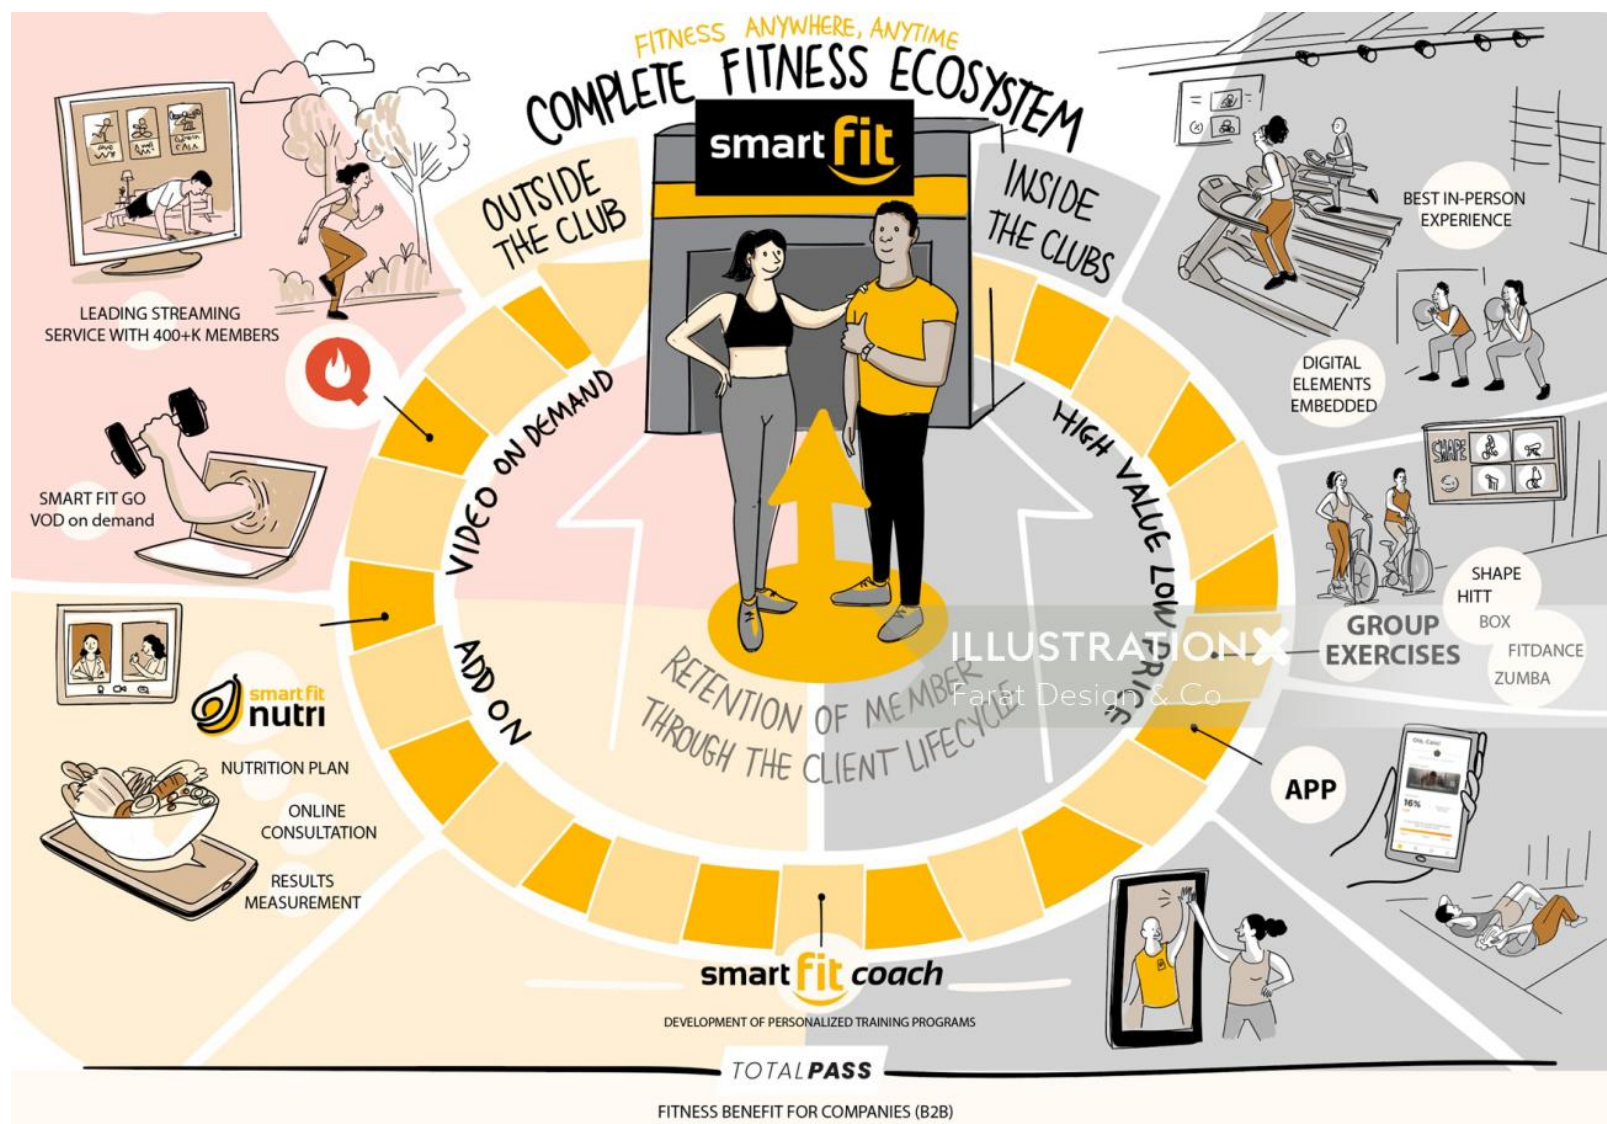 FITNESS ANYWHERE, ANYTIME
COMPLETE FITNESS ECOSYSTEM
smart fit
OUTSIDE
THE CLUB
INSIDE
THE CLUBS
LEADING STREAMING
SERVICE WITH 400+K MEMBERS
Q
SMART FIT GO
VOD on demand
VIDEO ON DEMAND
ADD ON
smart fit
nutri
NUTRITION PLAN
ONLINE
CONSULTATION
RESULTS
MEASUREMENT
BEST IN-PERSON
EXPERIENCE
DIGITAL
ELEMENTS
EMBEDDED
HIGH VALUE LOW PRICE
SHAPE
SHAPE
HITT
BOX
FITDANCE
ZUMBA
GROUP
EXERCISES
APP
16%
RETENTION OF MEMBER
THROUGH THE CLIENT LIFECYCLE
ILLUSTRATIONX
Farat Design & Co
smart fit coach
DEVELOPMENT OF PERSONALIZED TRAINING PROGRAMS
TOTALPASS
FITNESS BENEFIT FOR COMPANIES (B2B)